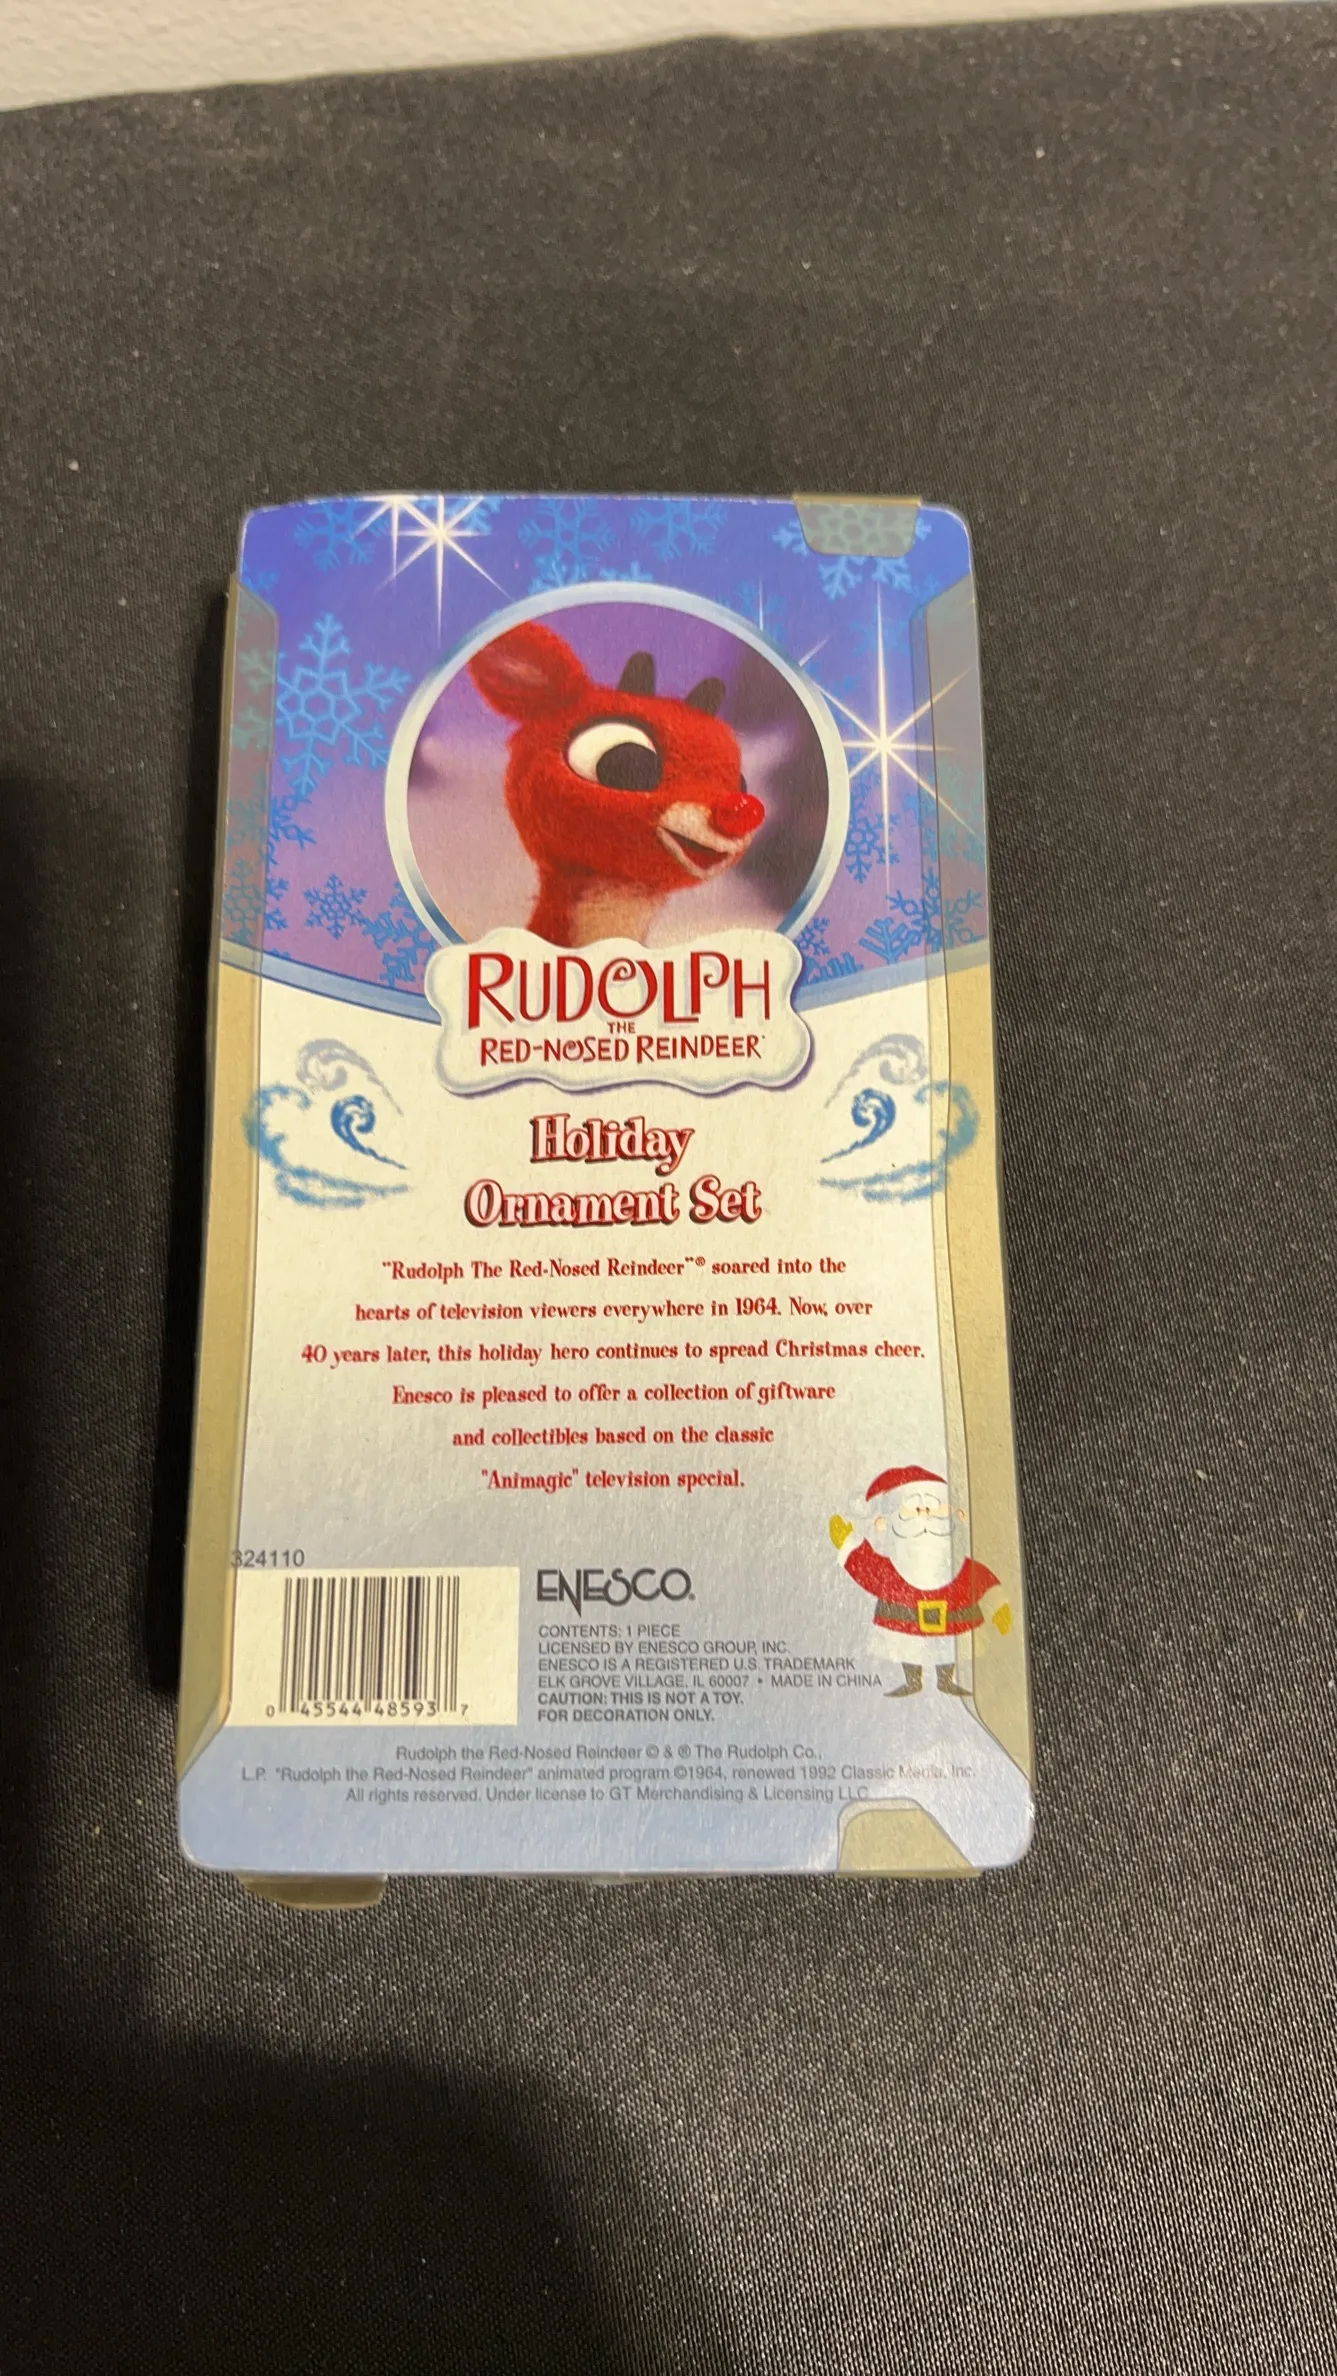 RUDOLPH
THE
RED-NOSED REINDEER
Holiday
Ornament Set
"Rudolph The Red-Nosed Reindeer"® soared into the
hearts of television viewers everywhere in 1964. Now, over
40 years later, this holiday hero continues to spread Christmas cheer.
Enesco is pleased to offer a collection of giftware
and collectibles based on the classic
"Animagic" television special.
324110
0 45544 48593 7
ENESCO®
CONTENTS: 1 PIECE
LICENSED BY ENESCO GROUP, INC.
ENESCO IS A REGISTERED U.S. TRADEMARK
ELK GROVE VILLAGE, IL 60007 • MADE IN CHINA
CAUTION: THIS IS NOT A TOY.
FOR DECORATION ONLY.
Rudolph the Red-Nosed Reindeer © & ® The Rudolph Co.,
L.P. "Rudolph the Red-Nosed Reindeer" animated program ©1964, renewed 1992 Classic Media, Inc.
All rights reserved. Under license to GT Merchandising & Licensing LLC